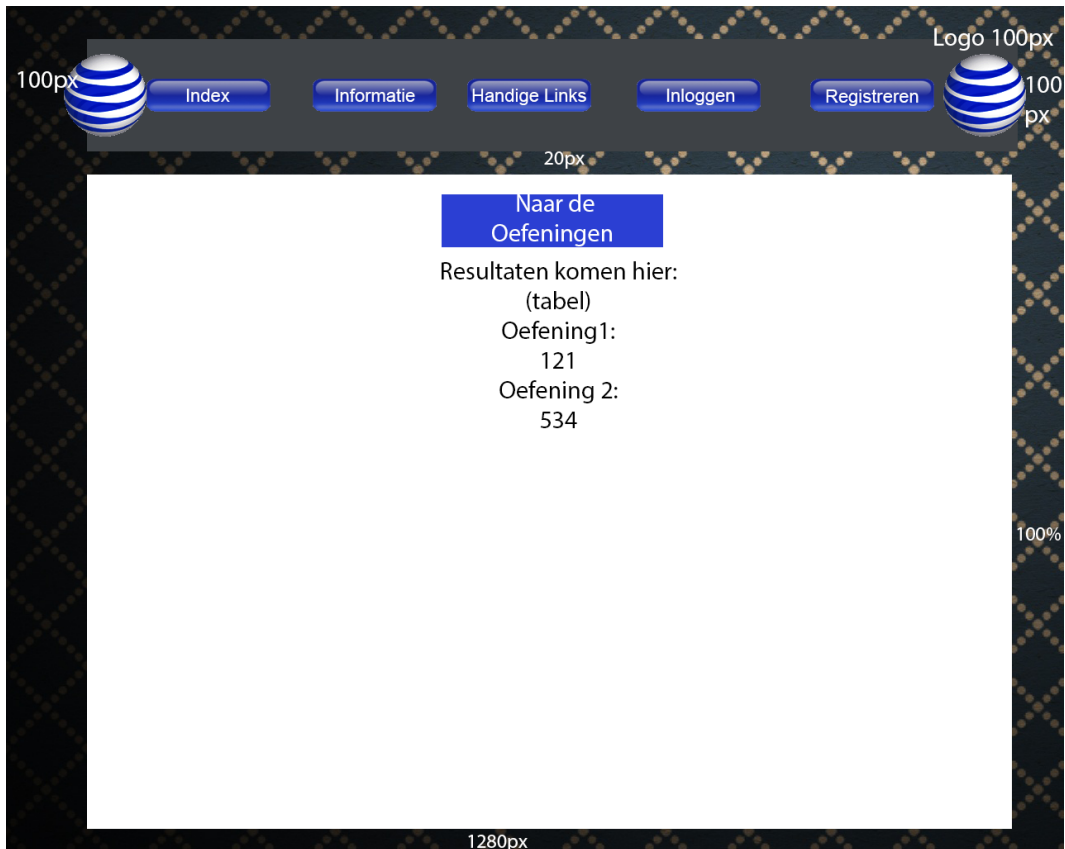 Logo 100px
100px
Index
Informatie
Handige Links
Inloggen
Registreren
100
px
20px
Naar de
Oefeningen
Resultaten komen hier:
(tabel)
Oefening1:
121
Oefening 2:
534
100%
1280px